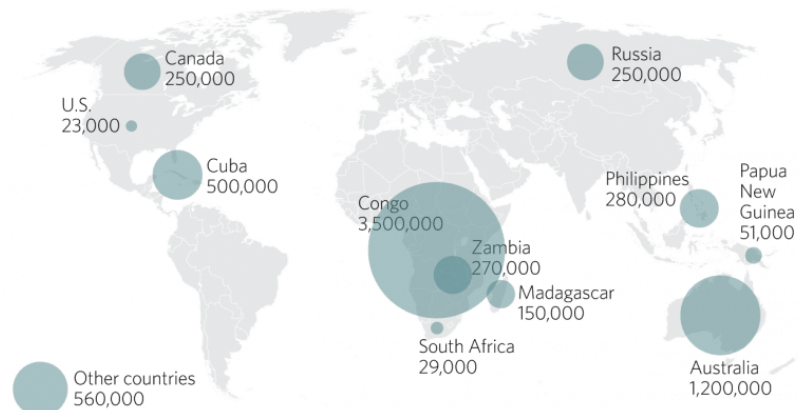 Canada
250,000
Russia
250,000
U.S.
23,000
Cuba
500,000
Congo
3,500,000
Philippines
280,000
Papua
New
Guinea
51,000
Zambia
270,000
Madagascar
150,000
South Africa
29,000
Australia
1,200,000
Other countries
560,000